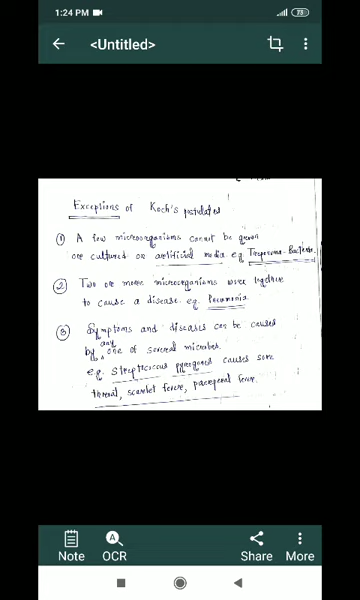 1:24 PM
73
<Untitled>
Exceptions of Koch's postulates
① A few microorganisms cannot be grown
or cultured on artificial media eg Treponema-Bacteria
② Two or more microorganisms work together
to cause a disease eg. Pneumonia.
③ Symptoms and diseases can be caused
by any one of several microbes.
e.g. streptococcus pyogenes causes sore
throat, scarlet fever, puerperal fever.
Note
OCR
Share
More